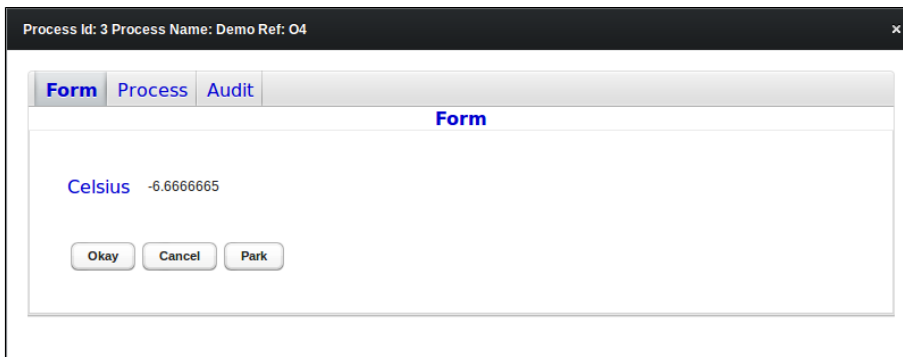 Process Id: 3 Process Name: Demo Ref: O4 x
Form Process Audit
Form
Celsius -6.6666665
Okay Cancel Park